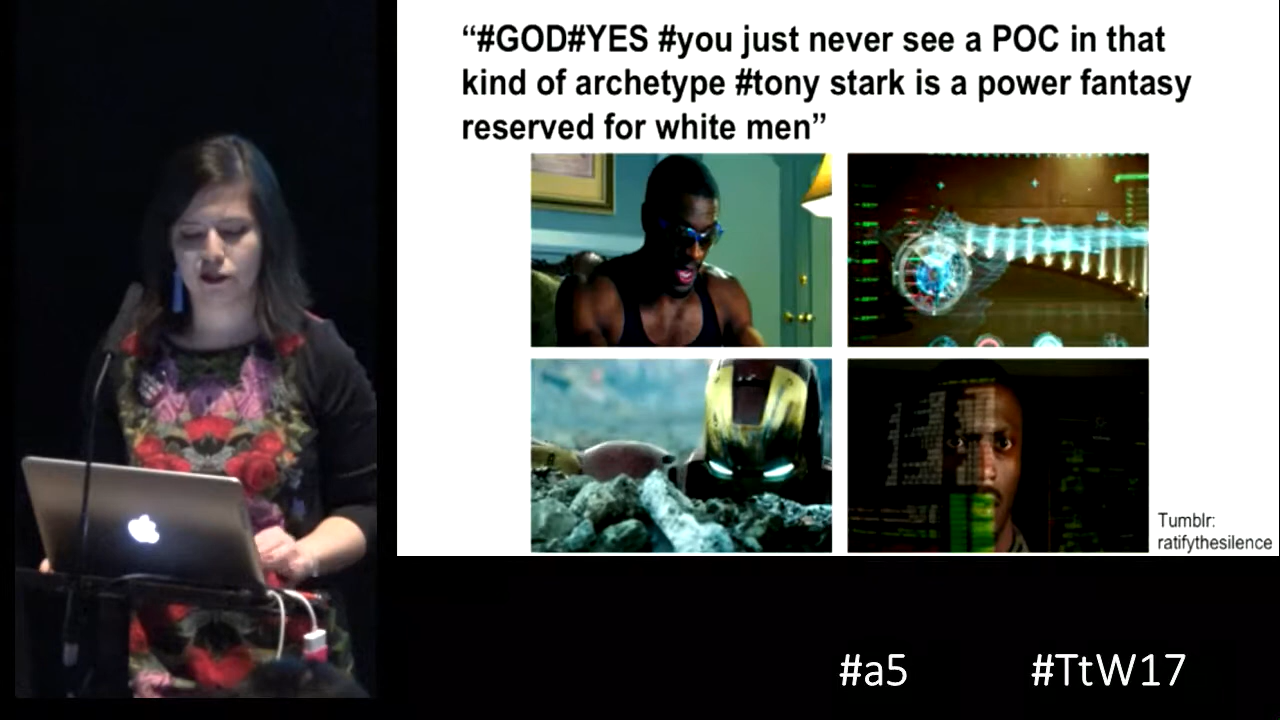 “#GOD#YES #you just never see a POC in that
kind of archetype #tony stark is a power fantasy
reserved for white men”
Tumblr:
ratifythesilence
#a5 #TtW17